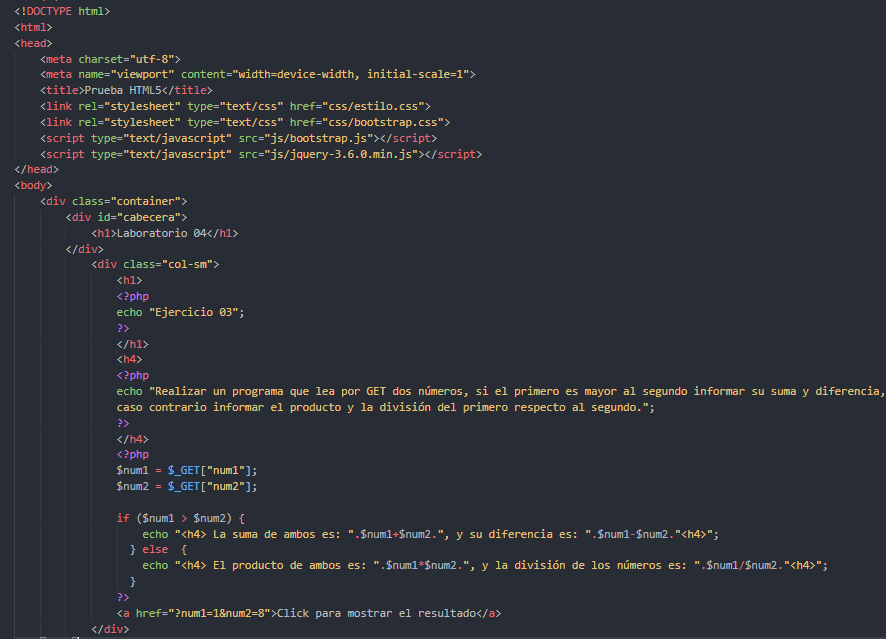 <!DOCTYPE html>
<html>
<head>
<meta charset="utf-8">
<meta name="viewport" content="width=device-width, initial-scale=1">
<title>Prueba HTML5</title>
<link rel="stylesheet" type="text/css" href="css/estilo.css">
<link rel="stylesheet" type="text/css" href="css/bootstrap.css">
<script type="text/javascript" src="js/bootstrap.js"></script>
<script type="text/javascript" src="js/jquery-3.6.0.min.js"></script>
</head>
<body>
<div class="container">
<div id="cabecera">
<h1>Laboratorio 04</h1>
</div>
<div class="col-sm">
<h1>
<?php
echo "Ejercicio 03";
?>
</h1>
<h4>
<?php
echo "Realizar un programa que lea por GET dos números, si el primero es mayor al segundo informar su suma y diferencia,
caso contrario informar el producto y la división del primero respecto al segundo.";
?>
</h4>
<?php
$num1 = $_GET["num1"];
$num2 = $_GET["num2"];
if ($num1 > $num2) {
echo "<h4> La suma de ambos es: ".$num1+$num2.", y su diferencia es: ".$num1-$num2."<h4>";
} else {
echo "<h4> El producto de ambos es: ".$num1*$num2.", y la división de los números es: ".$num1/$num2."<h4>";
}
?>
<a href="?num1=1&num2=8">Click para mostrar el resultado</a>
</div>